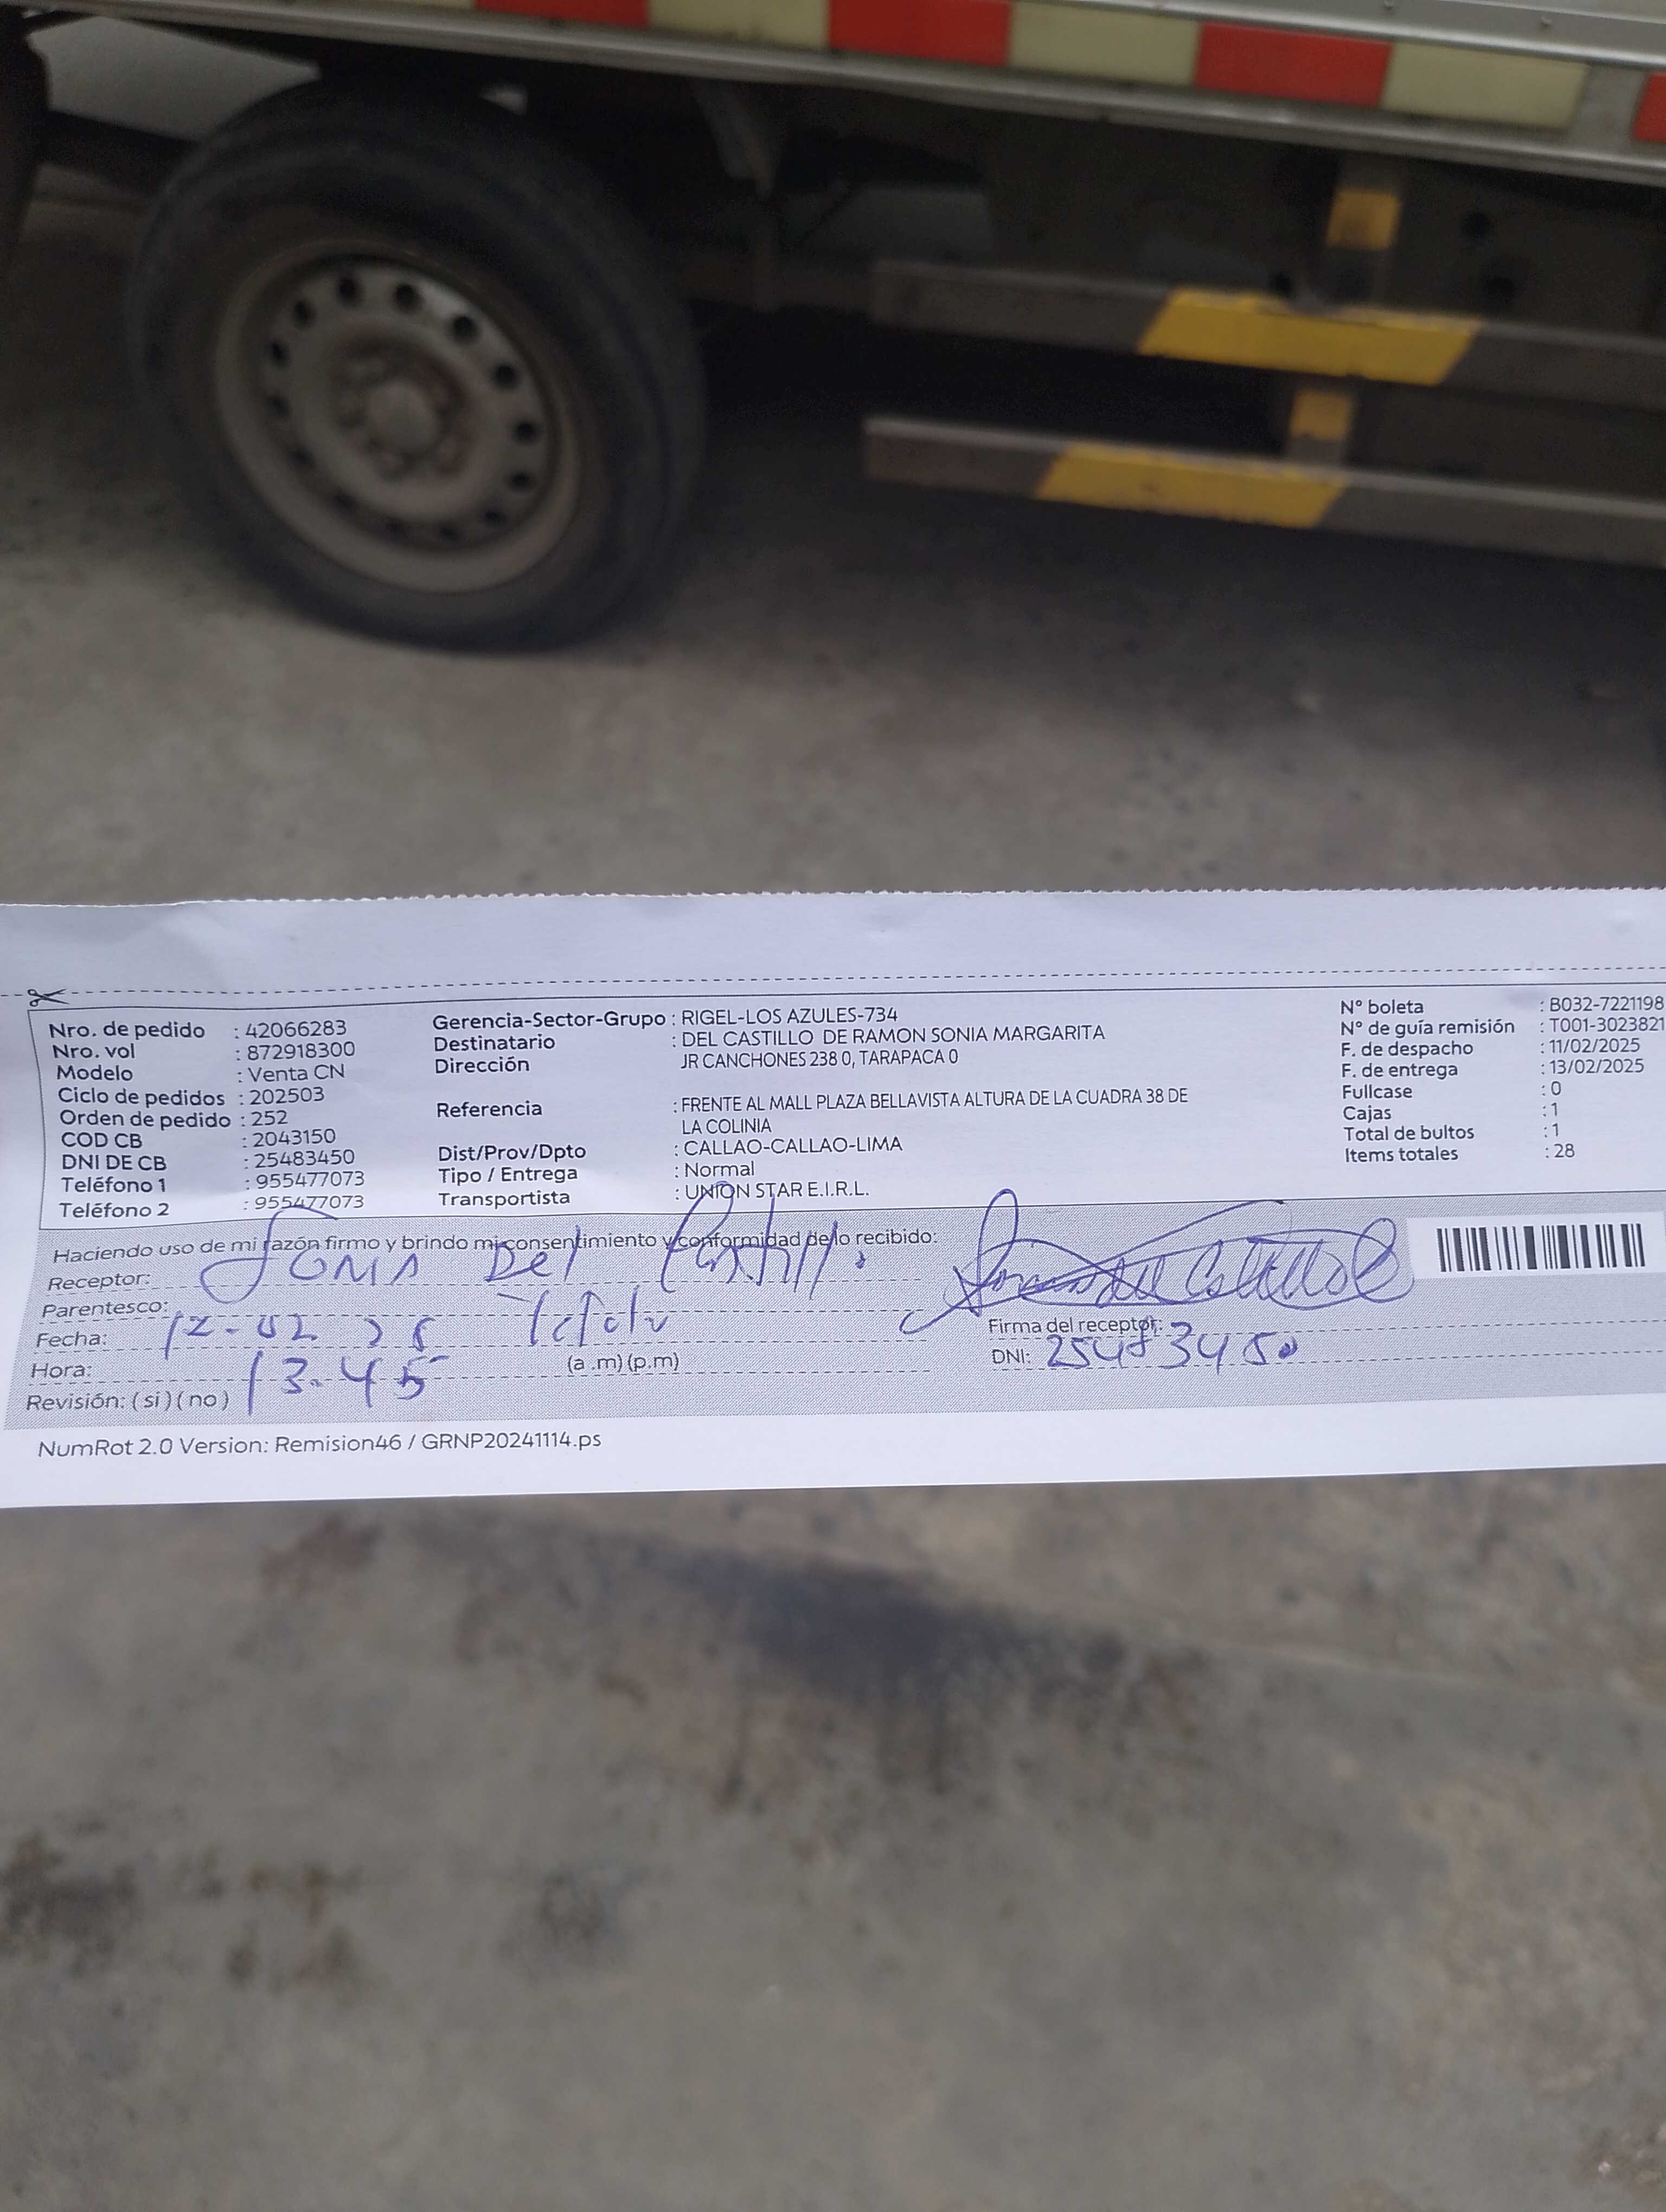 Nro. de pedido : 42066283
Nro. vol : 872918300
Modelo : Venta CN
Ciclo de pedidos : 202503
Orden de pedido : 252
COD CB : 2043150
DNI DE CB : 25483450
Teléfono 1 : 955477073
Teléfono 2 : 955477073
Gerencia-Sector-Grupo : RIGEL-LOS AZULES-734
Destinatario : DEL CASTILLO DE RAMON SONIA MARGARITA
Dirección JR CANCHONES 238 0, TARAPACA 0
Referencia : FRENTE AL MALL PLAZA BELLAVISTA ALTURA DE LA CUADRA 38 DE
LA COLINIA
Dist/Prov/Dpto : CALLAO-CALLAO-LIMA
Tipo / Entrega : Normal
Transportista : UNION STAR E.I.R.L.
N° boleta : B032-7221198
N° de guía remisión : T001-3023821
F. de despacho : 11/02/2025
F. de entrega : 13/02/2025
Fullcase : 0
Cajas : 1
Total de bultos : 1
Items totales : 28
Haciendo uso de mi razón firmo y brindo mi consentimiento y conformidad de lo recibido:
Receptor: Sonia Del Castillo
Parentesco:
Fecha: 12-02 25
Hora: 13.45 (a .m) (p.m)
Revisión: ( si ) ( no )
Firma del receptor:
DNI: 25483450
NumRot 2.0 Version: Remision46 / GRNP20241114.ps